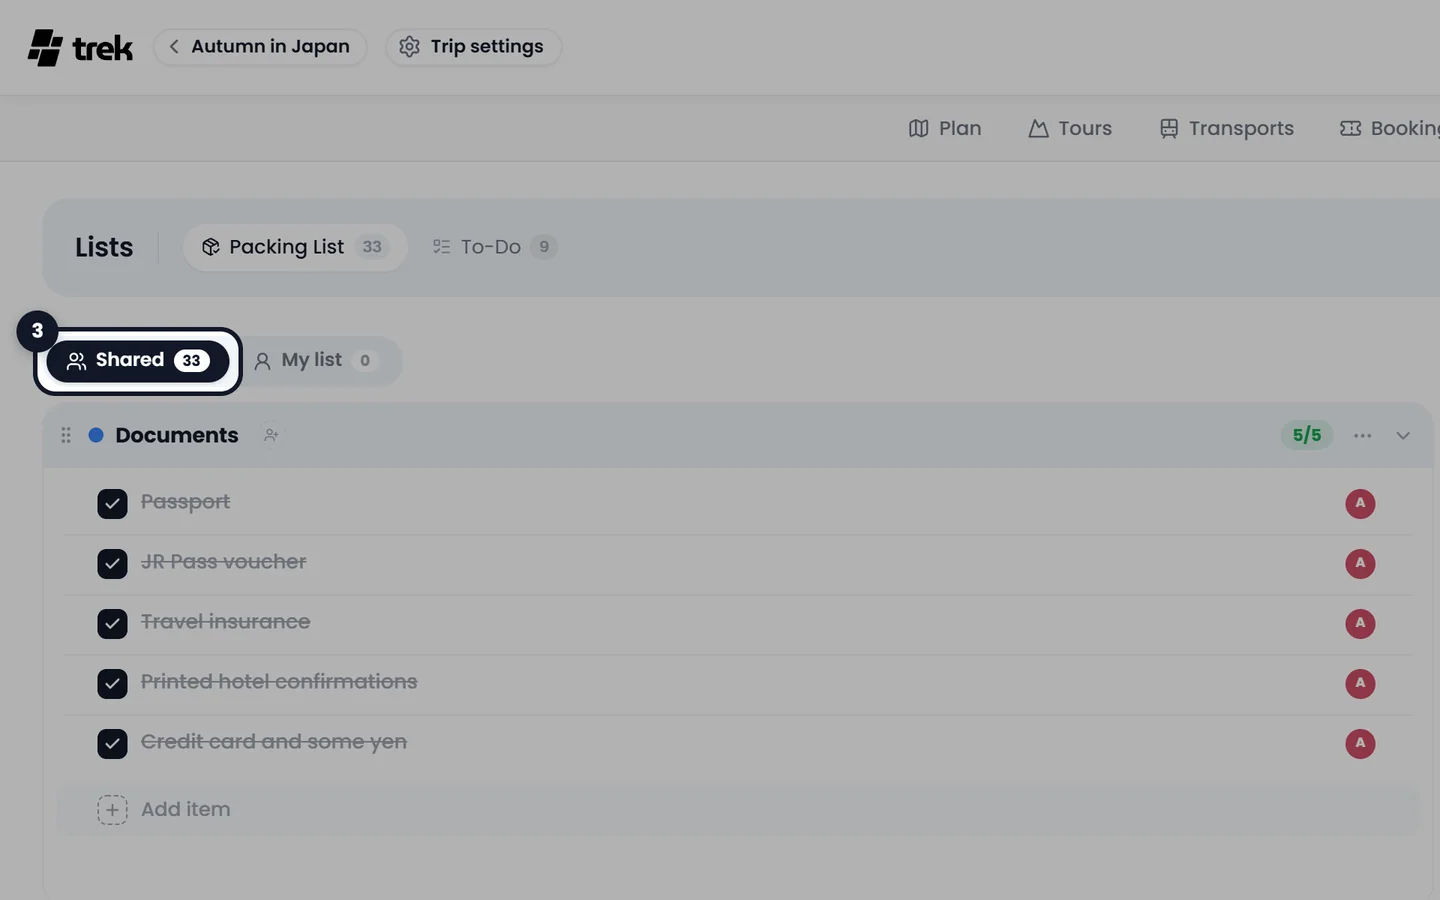 trek
Autumn in Japan
Trip settings
Plan
Tours
Transports
Booking
Lists
Packing List 33
To-Do 9
3
Shared 33
My list 0
Documents
5/5
Passport
A
JR Pass voucher
A
Travel insurance
A
Printed hotel confirmations
A
Credit card and some yen
A
Add item